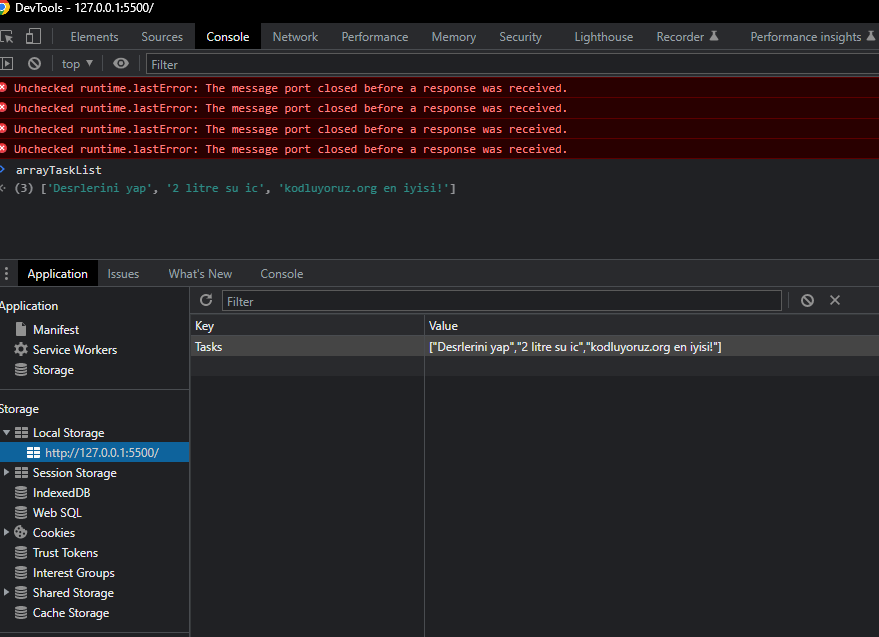 DevTools - 127.0.0.1:5500/
Elements Sources Console Network Performance Memory Security Lighthouse Recorder Performance insights
top ▼ Filter
Unchecked runtime.lastError: The message port closed before a response was received.
Unchecked runtime.lastError: The message port closed before a response was received.
Unchecked runtime.lastError: The message port closed before a response was received.
Unchecked runtime.lastError: The message port closed before a response was received.
arrayTaskList
(3) ['Desrlerini yap', '2 litre su ic', 'kodluyoruz.org en iyisi!']
Application Issues What's New Console
Application
Manifest
Service Workers
Storage
Storage
Local Storage
http://127.0.0.1:5500/
Session Storage
IndexedDB
Web SQL
Cookies
Trust Tokens
Interest Groups
Shared Storage
Cache Storage
Filter
Key Value
Tasks ["Desrlerini yap","2 litre su ic","kodluyoruz.org en iyisi!"]